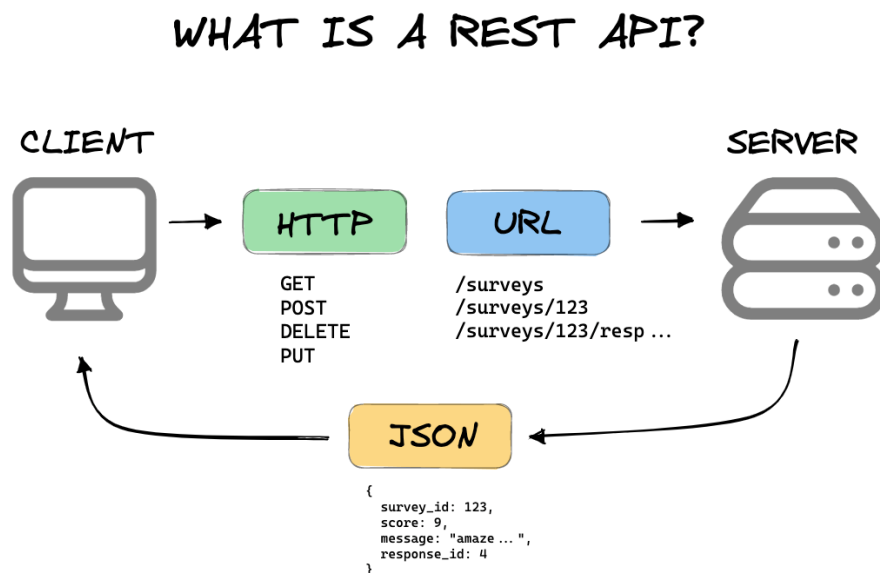 WHAT IS A REST API?
CLIENT
SERVER
HTTP
URL
GET
POST
DELETE
PUT
/surveys
/surveys/123
/surveys/123/resp ...
JSON
{
survey_id: 123,
score: 9,
message: "amaze ... ",
response_id: 4
}